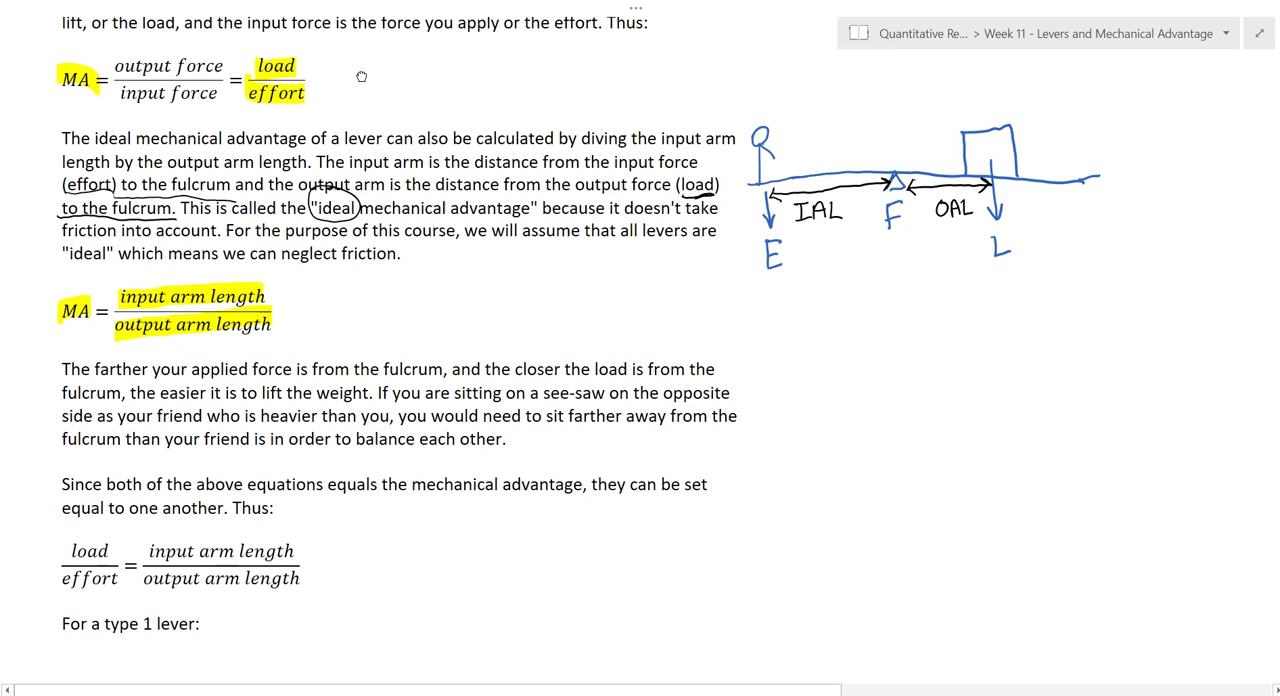 lift, or the load, and the input force is the force you apply or the effort. Thus:
Quantitative Re... > Week 11 - Levers and Mechanical Advantage
MA = output force / input force = load / effort
The ideal mechanical advantage of a lever can also be calculated by diving the input arm
length by the output arm length. The input arm is the distance from the input force
(effort) to the fulcrum and the output arm is the distance from the output force (load)
to the fulcrum. This is called the "ideal mechanical advantage" because it doesn't take
friction into account. For the purpose of this course, we will assume that all levers are
"ideal" which means we can neglect friction.
IAL F OAL
E L
MA = input arm length / output arm length
The farther your applied force is from the fulcrum, and the closer the load is from the
fulcrum, the easier it is to lift the weight. If you are sitting on a see-saw on the opposite
side as your friend who is heavier than you, you would need to sit farther away from the
fulcrum than your friend is in order to balance each other.
Since both of the above equations equals the mechanical advantage, they can be set
equal to one another. Thus:
load / effort = input arm length / output arm length
For a type 1 lever: